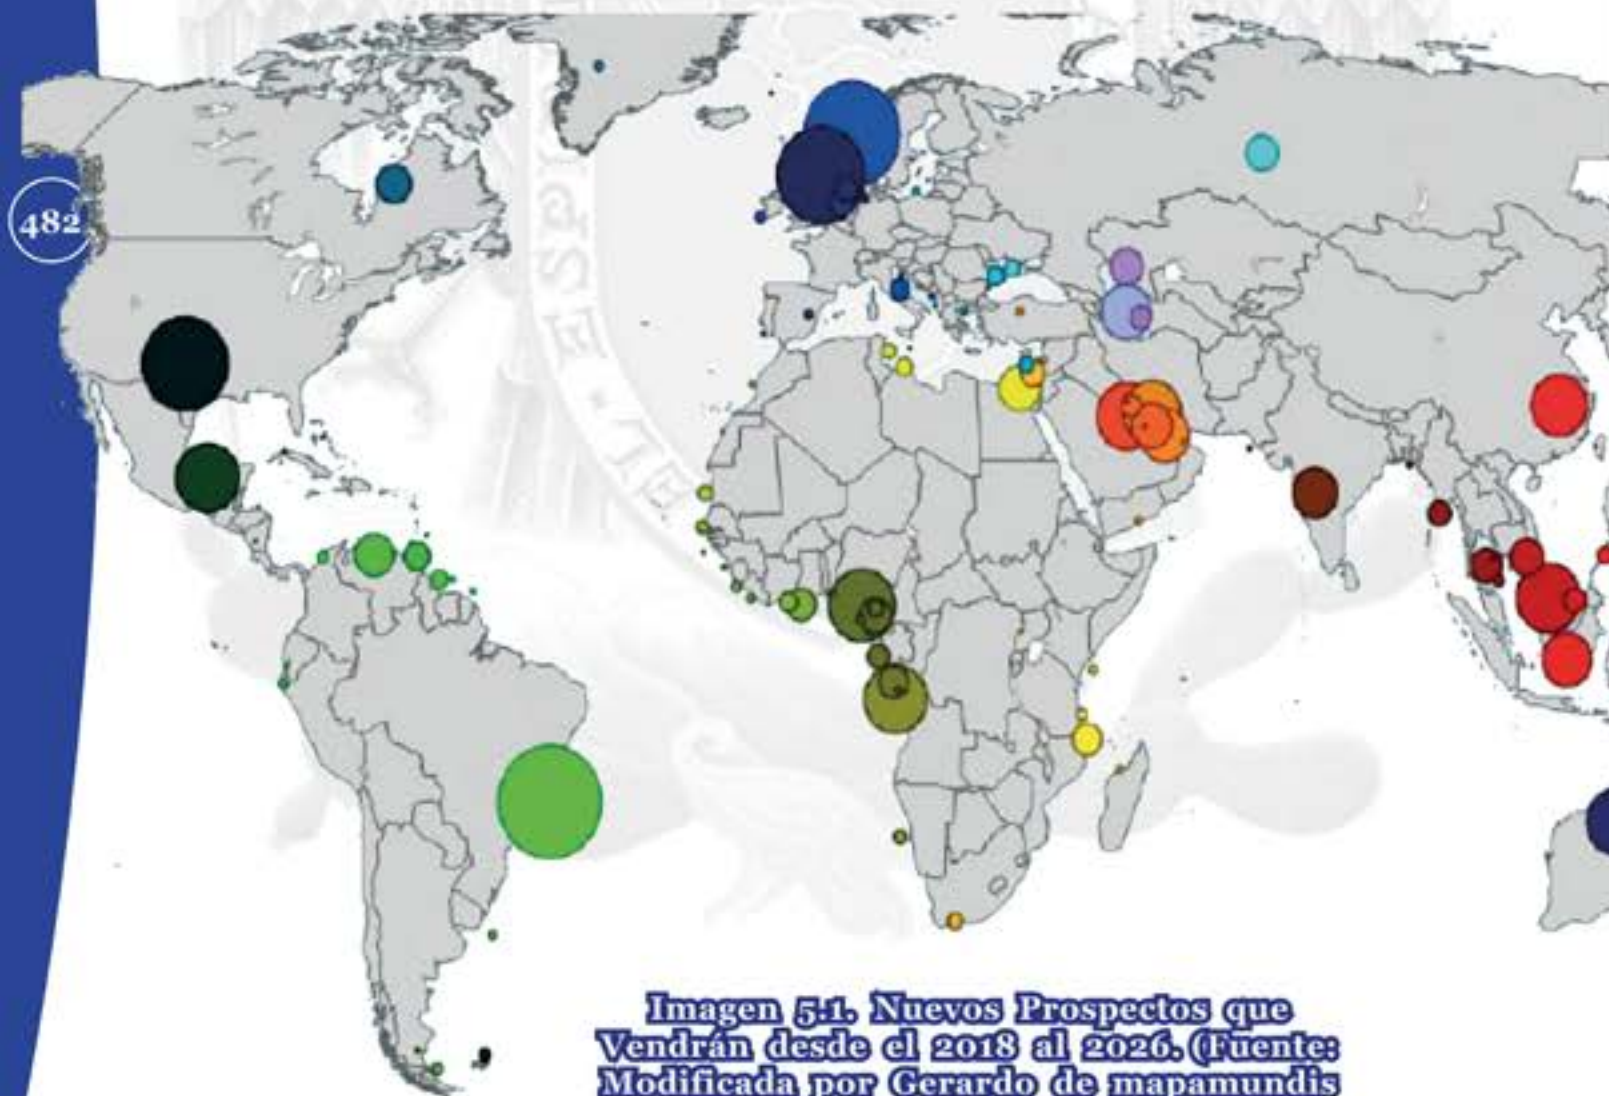 482
Imagen 5.1. Nuevos Prospectos que
Vendrán desde el 2018 al 2026. (Fuente:
Modificada por Gerardo de mapamundis